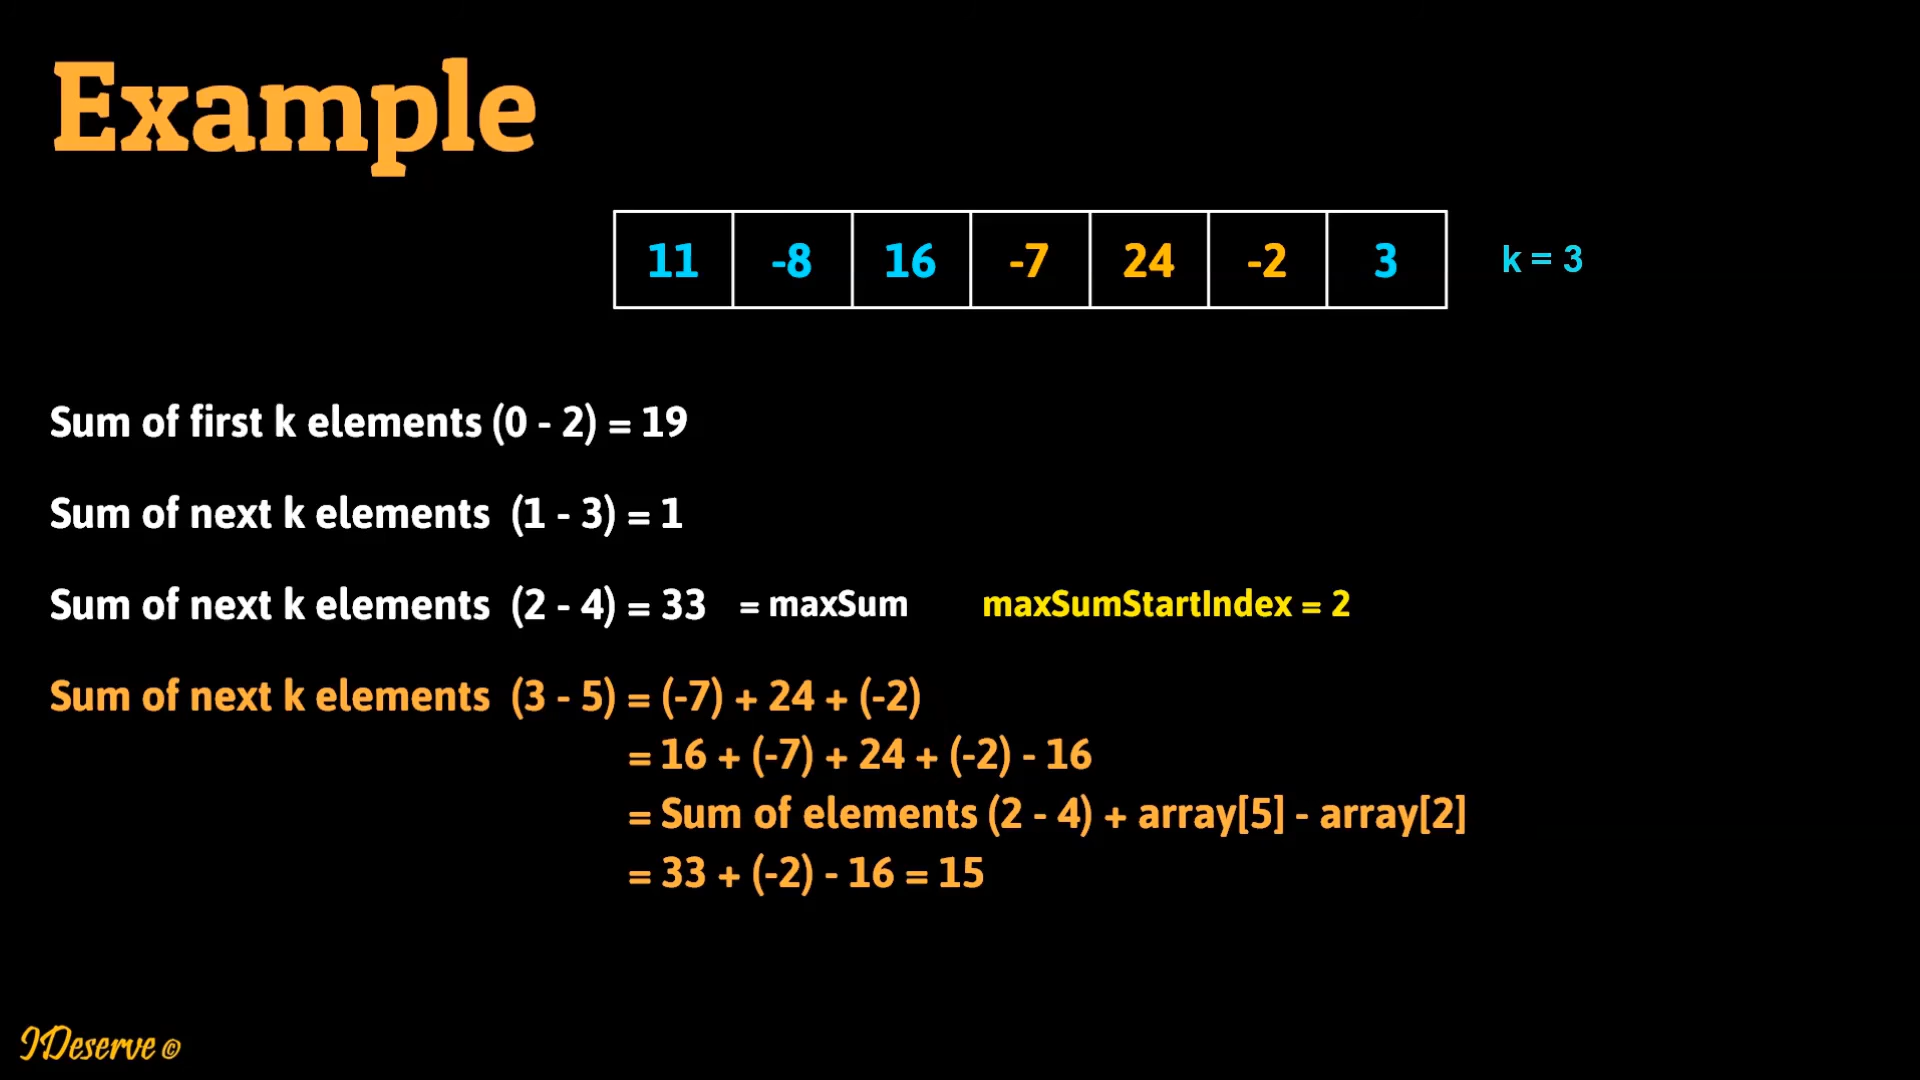 Example
11 -8 16 -7 24 -2 3 k = 3
Sum of first k elements (0 - 2) = 19
Sum of next k elements (1 - 3) = 1
Sum of next k elements (2 - 4) = 33 = maxSum maxSumStartIndex = 2
Sum of next k elements (3 - 5) = (-7) + 24 + (-2)
= 16 + (-7) + 24 + (-2) - 16
= Sum of elements (2 - 4) + array[5] - array[2]
= 33 + (-2) - 16 = 15
IDeserve ©